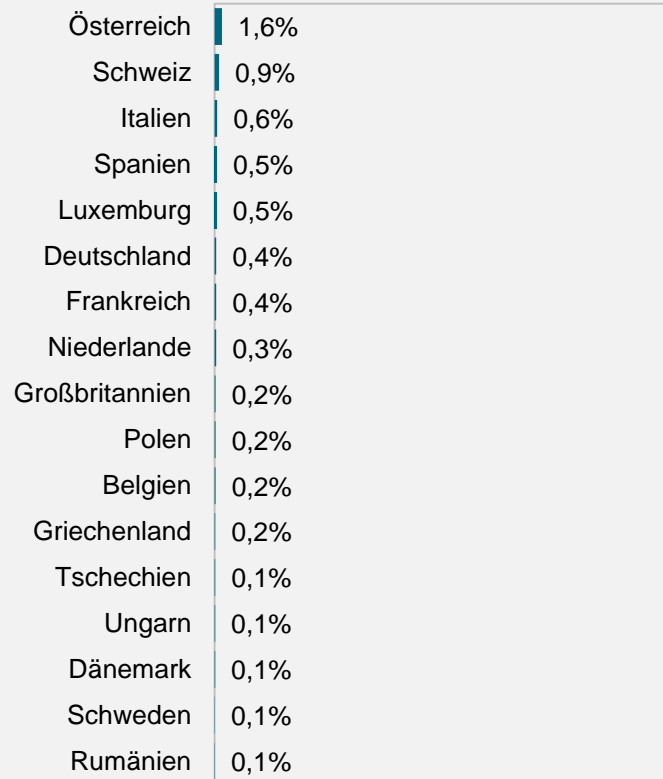 Österreich 1,6%
Schweiz 0,9%
Italien 0,6%
Spanien 0,5%
Luxemburg 0,5%
Deutschland 0,4%
Frankreich 0,4%
Niederlande 0,3%
Großbritannien 0,2%
Polen 0,2%
Belgien 0,2%
Griechenland 0,2%
Tschechien 0,1%
Ungarn 0,1%
Dänemark 0,1%
Schweden 0,1%
Rumänien 0,1%